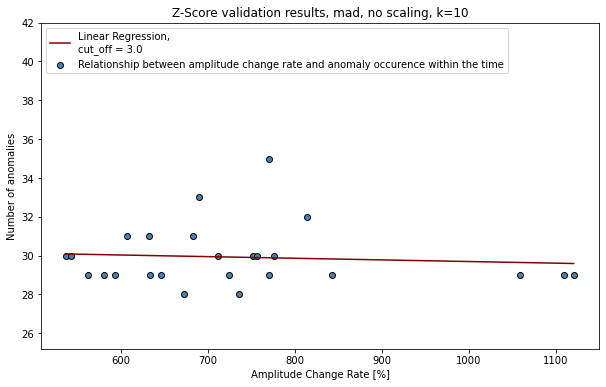 Z-Score validation results, mad, no scaling, k=10
Linear Regression,
cut_off = 3.0
Relationship between amplitude change rate and anomaly occurence within the time
Number of anomalies
42
40
38
36
34
32
30
28
26
600 700 800 900 1000 1100
Amplitude Change Rate [%]